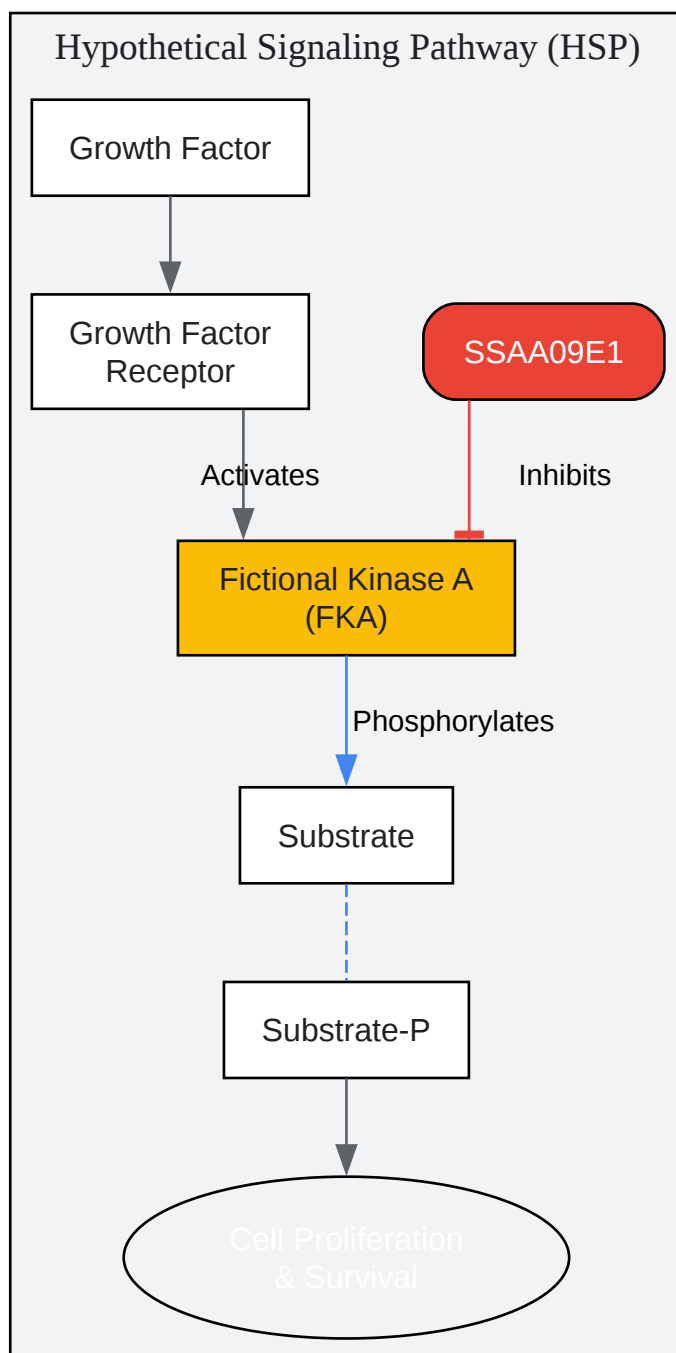 Hypothetical Signaling Pathway (HSP)
Growth Factor
Growth Factor
Receptor
SSAA09E1
Activates
Inhibits
Fictional Kinase A
(FKA)
Phosphorylates
Substrate
Substrate-P
Cell Proliferation
& Survival